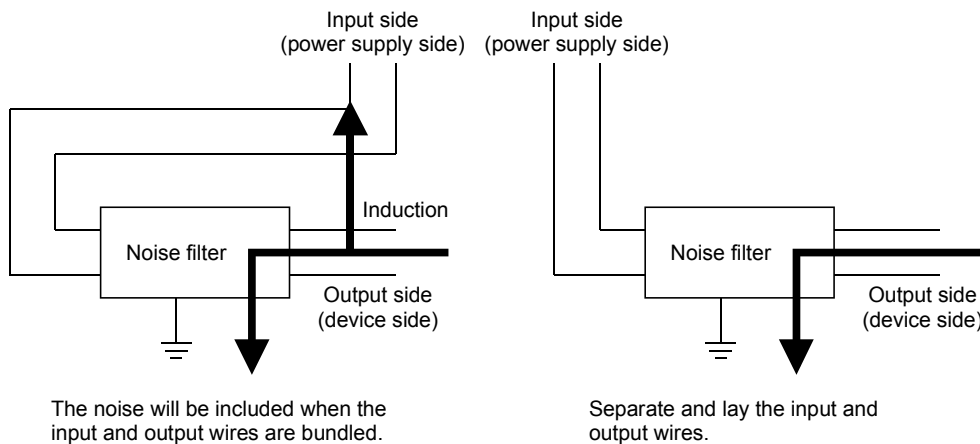 Input side
(power supply side)
Induction
Noise filter
Output side
(device side)
The noise will be included when the
input and output wires are bundled.
Input side
(power supply side)
Noise filter
Output side
(device side)
Separate and lay the input and
output wires.